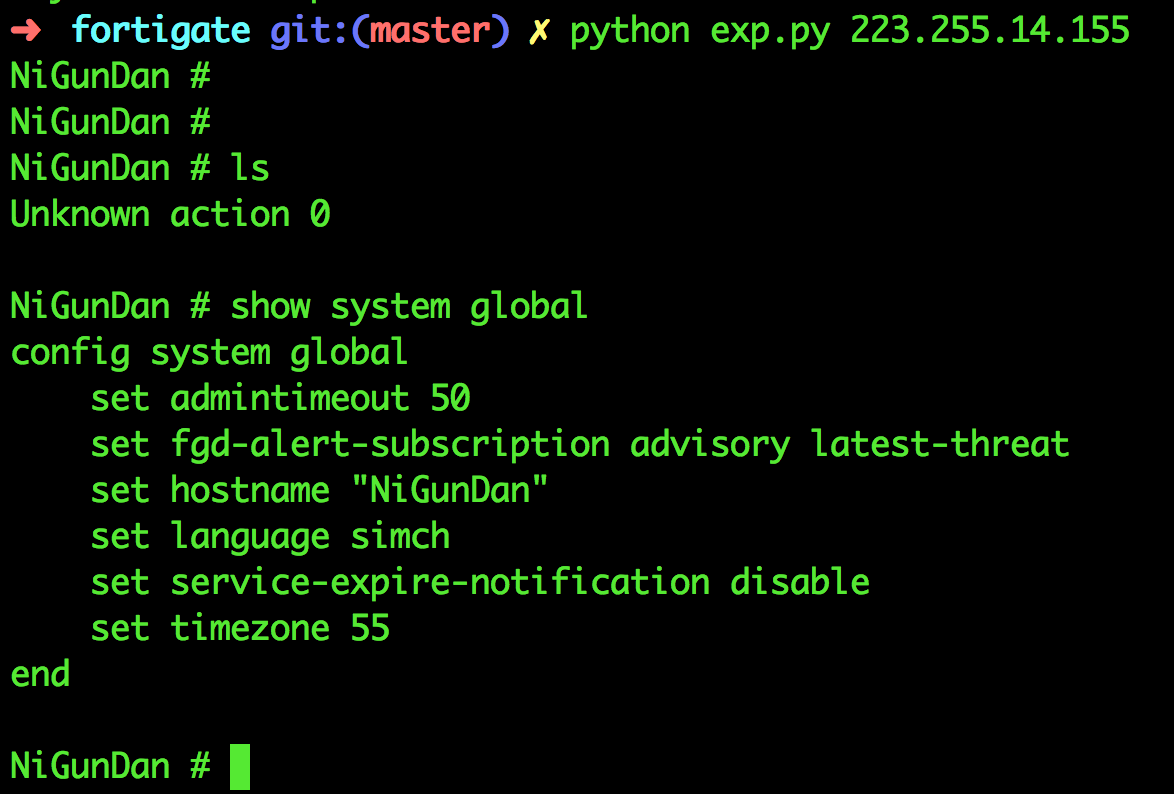 ➜ fortigate git:(master) ✗ python exp.py 223.255.14.155
NiGunDan #
NiGunDan #
NiGunDan # ls
Unknown action 0
NiGunDan # show system global
config system global
    set admintimeout 50
    set fgd-alert-subscription advisory latest-threat
    set hostname "NiGunDan"
    set language simch
    set service-expire-notification disable
    set timezone 55
end
NiGunDan #